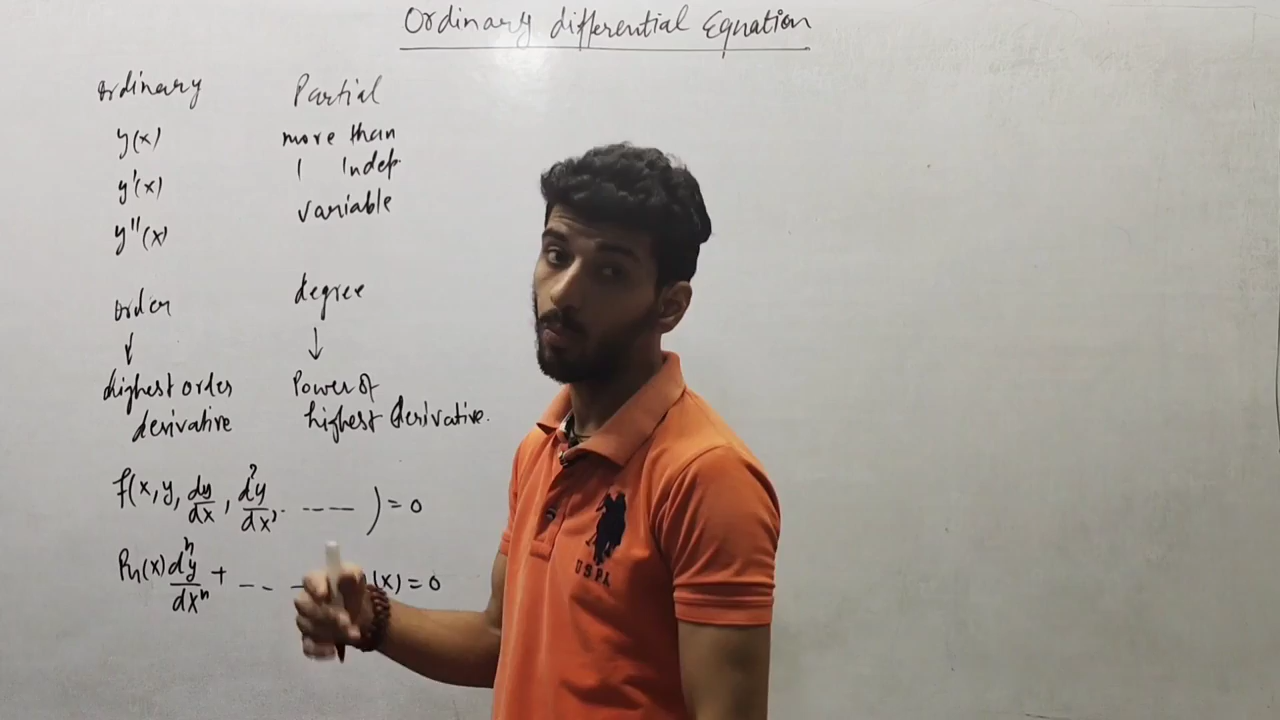 Ordinary differential Equation
ordinary
y(x)
y'(x)
y''(x)
Partial
more than
1 Indep.
variable
order
↓
highest order
derivative
degree
↓
Power of
highest derivative.
f(x, y, dy/dx, d²y/dx², ----) = 0
Pn(x) dⁿy/dxⁿ + -- -- (x) = 0
USPA